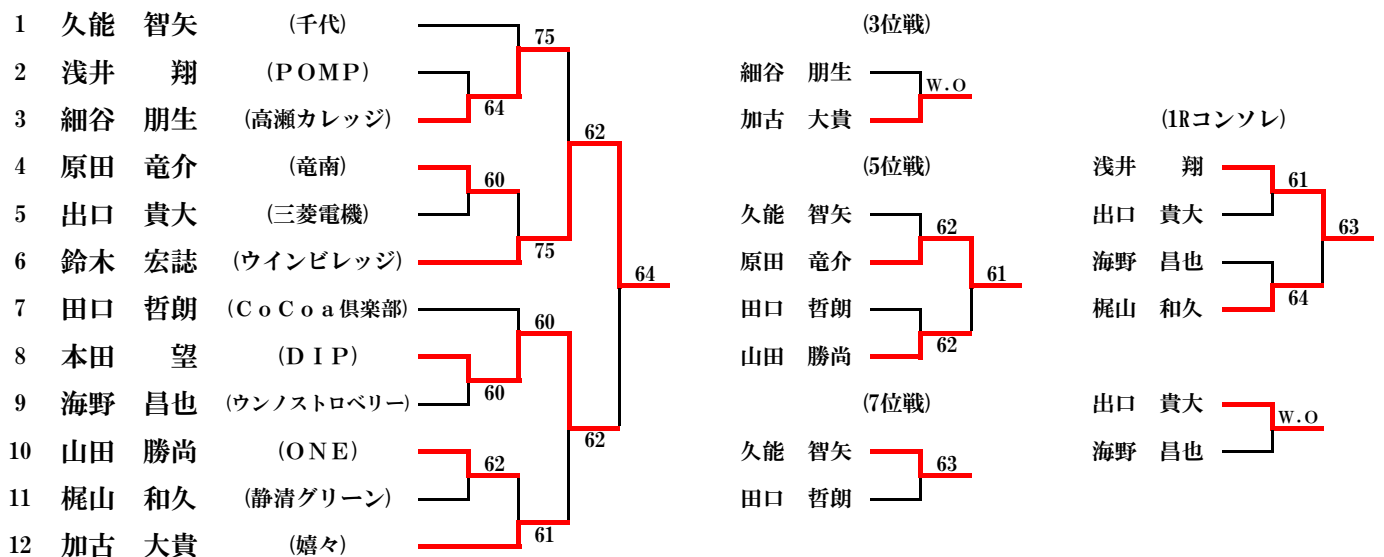 1 久能 智矢 (千代)
2 浅井 翔 (POMP)
3 細谷 朋生 (高瀬カレッジ)
4 原田 竜介 (竜南)
5 出口 貴大 (三菱電機)
6 鈴木 宏誌 (ウインビレッジ)
7 田口 哲朗 (CoCoa倶楽部)
8 本田 望 (DIP)
9 海野 昌也 (ウンノストロベリー)
10 山田 勝尚 (ONE)
11 梶山 和久 (静清グリーン)
12 加古 大貴 (嬉々)
75
64
60
75
60
60
62
61
62
62
64
(3位戦)
細谷 朋生
W.O
加古 大貴
(5位戦)
久能 智矢
62
原田 竜介
61
田口 哲朗
62
山田 勝尚
(7位戦)
久能 智矢
63
田口 哲朗
(1Rコンソレ)
浅井 翔
61
出口 貴大
63
海野 昌也
64
梶山 和久
出口 貴大
W.O
海野 昌也